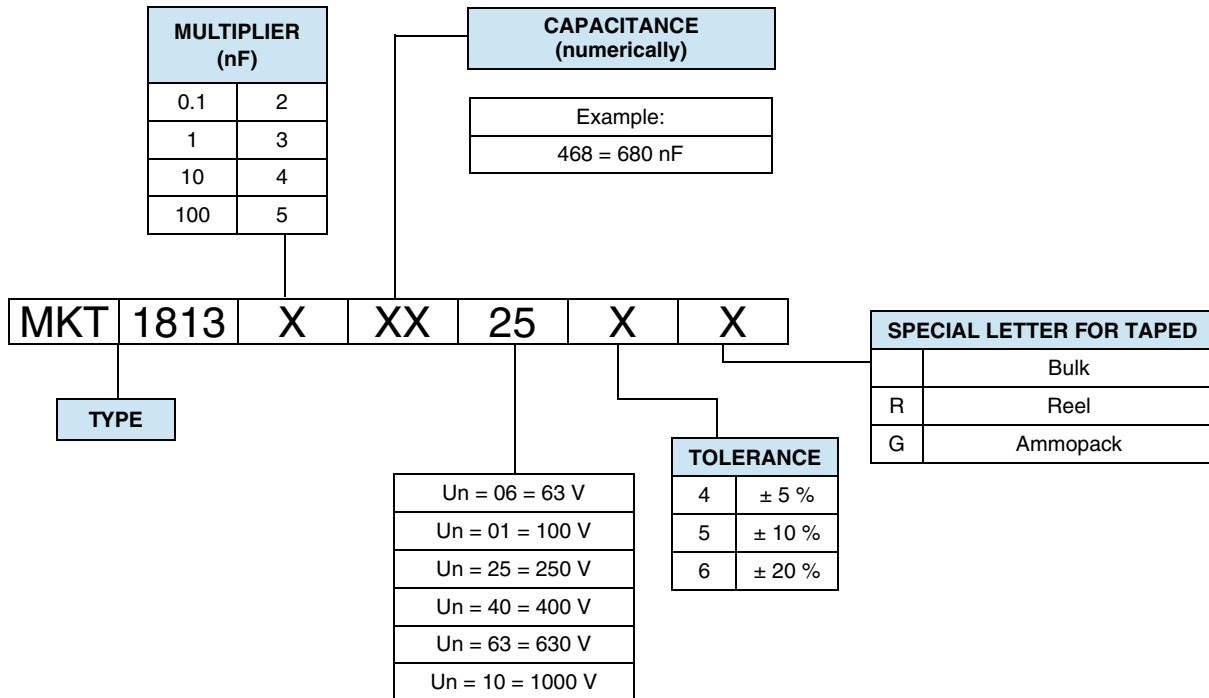 MULTIPLIER
(nF)
0.1 2
1 3
10 4
100 5
CAPACITANCE
(numerically)
Example:
468 = 680 nF
MKT 1813 X XX 25 X X
TYPE
Un = 06 = 63 V
Un = 01 = 100 V
Un = 25 = 250 V
Un = 40 = 400 V
Un = 63 = 630 V
Un = 10 = 1000 V
TOLERANCE
4 ± 5 %
5 ± 10 %
6 ± 20 %
SPECIAL LETTER FOR TAPED
Bulk
R Reel
G Ammopack